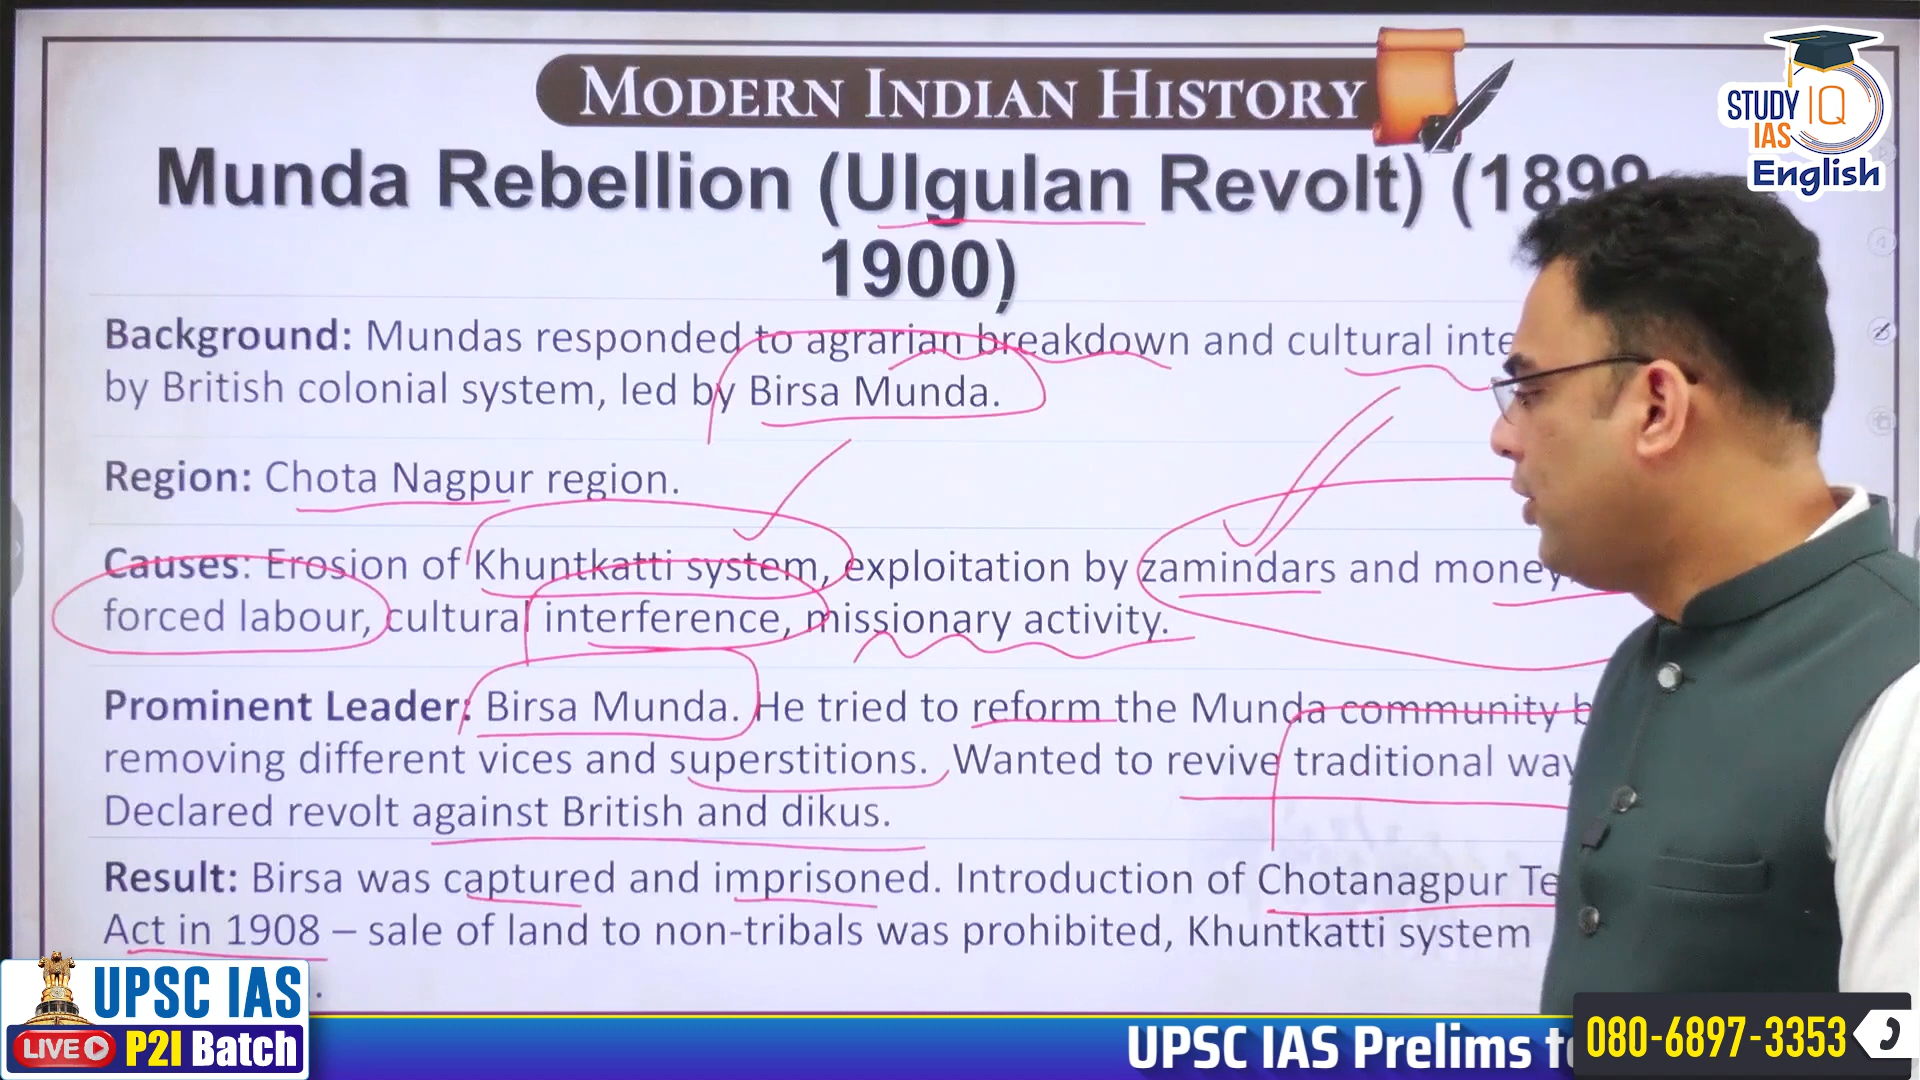 MODERN INDIAN HISTORY
STUDY IQ
IAS
English
Munda Rebellion (Ulgulan Revolt) (1899
1900)
Background: Mundas responded to agrarian breakdown and cultural
by British colonial system, led by Birsa Munda.
Region: Chota Nagpur region.
Causes: Erosion of Khuntkatti system, exploitation by zamindars and money
forced labour, cultural interference, missionary activity.
Prominent Leader: Birsa Munda. He tried to reform the Munda community
removing different vices and superstitions. Wanted to revive traditional
Declared revolt against British and dikus.
Result: Birsa was captured and imprisoned. Introduction of Chotanagpur
Act in 1908 – sale of land to non-tribals was prohibited, Khuntkatti system
.
UPSC IAS
LIVE P2I Batch
UPSC IAS Prelims
080-6897-3353